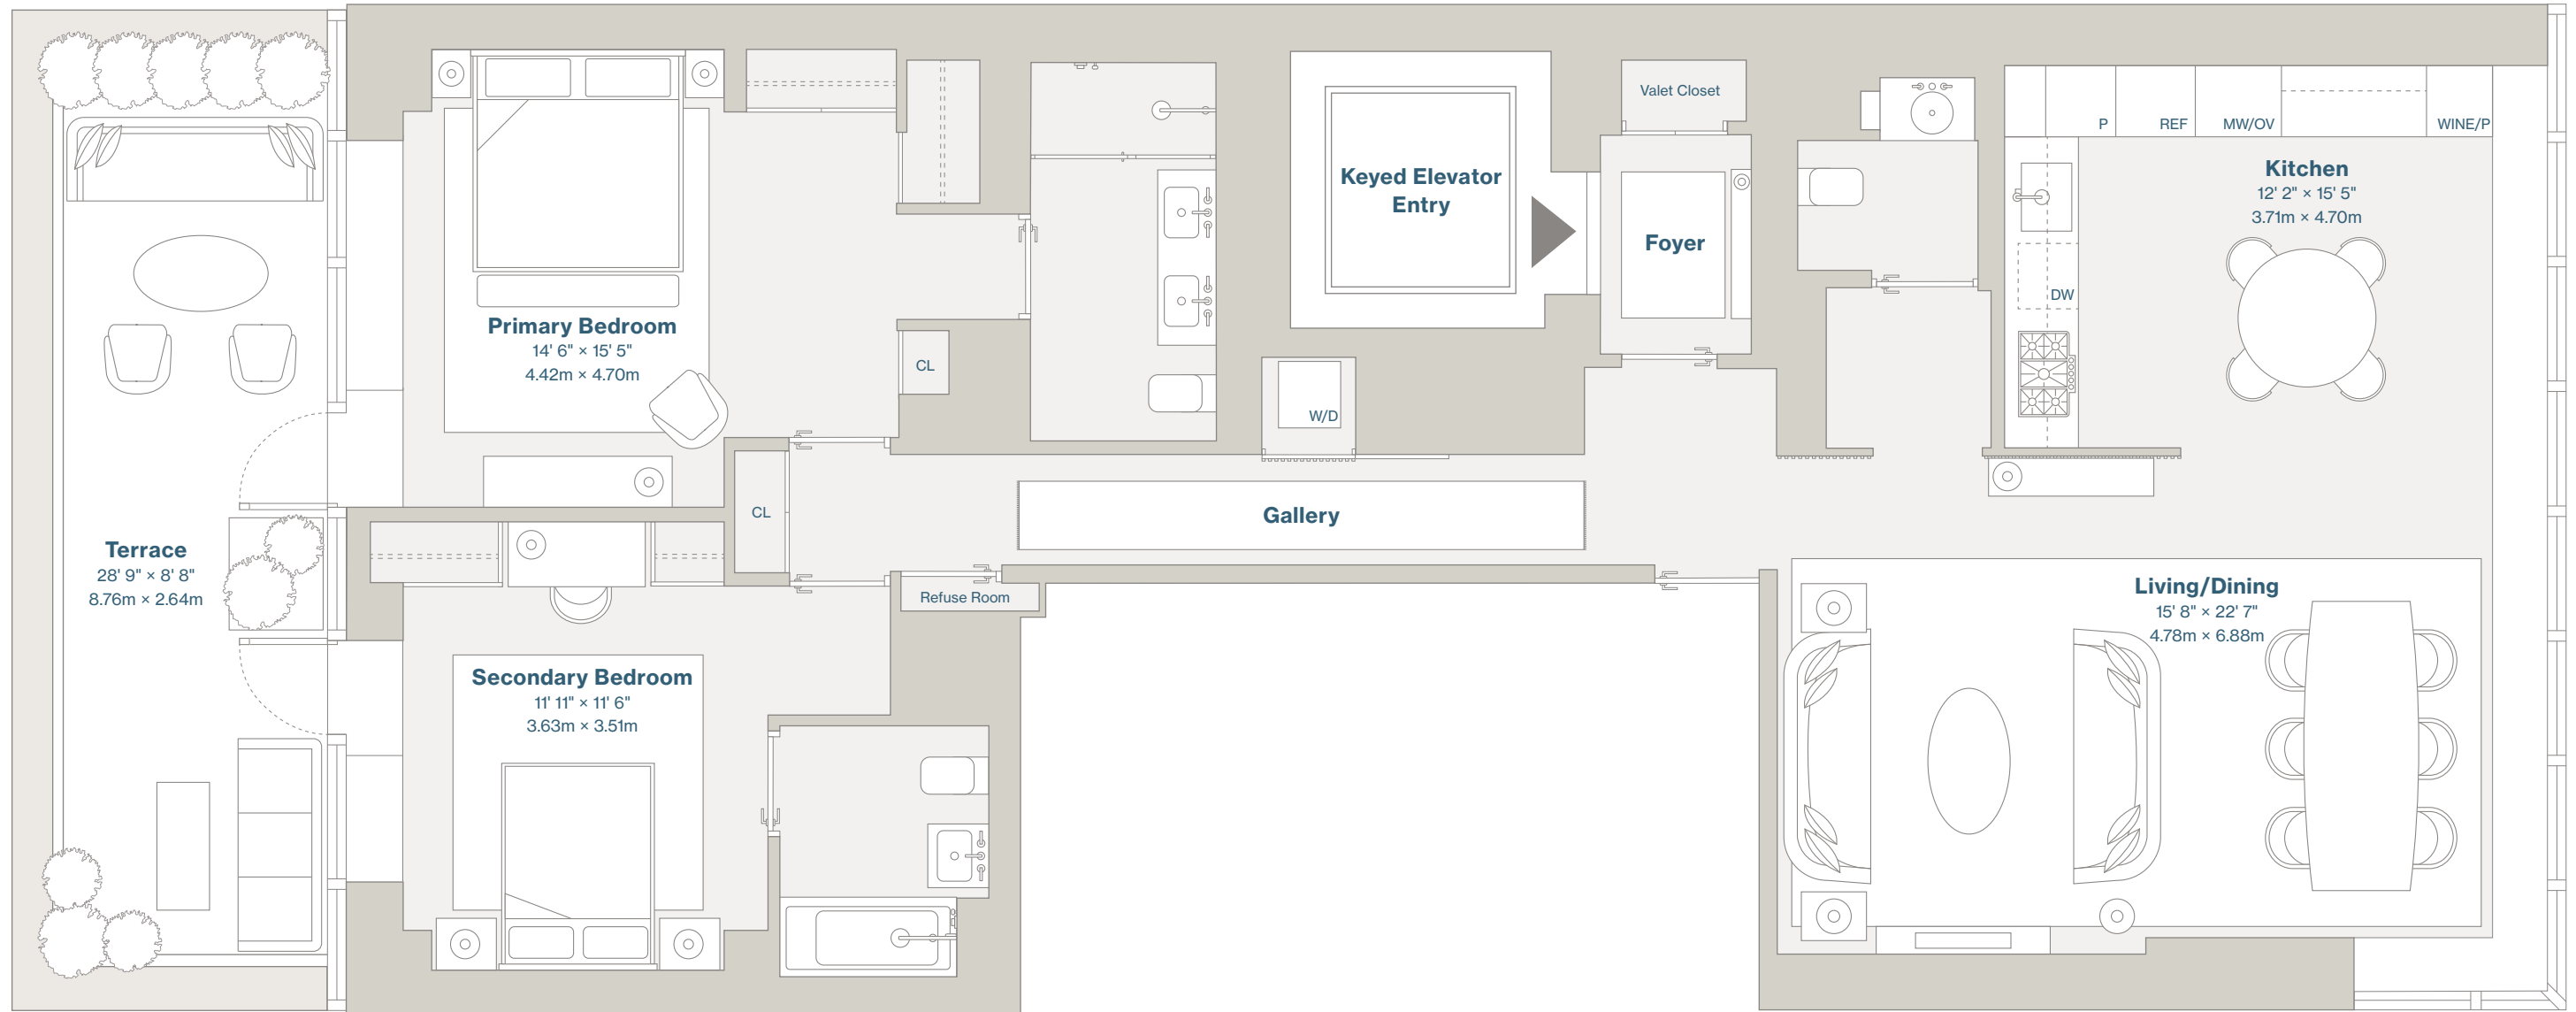 Valet Closet
P
REF
MW/OV
WINE/P
Keyed Elevator
Entry
Kitchen
12' 2" × 15' 5"
3.71m × 4.70m
Foyer
DW
Primary Bedroom
14' 6" × 15' 5"
4.42m × 4.70m
CL
W/D
CL
Gallery
Terrace
28' 9" × 8' 8"
8.76m × 2.64m
Refuse Room
Living/Dining
15' 8" × 22' 7"
4.78m × 6.88m
Secondary Bedroom
11' 11" × 11' 6"
3.63m × 3.51m